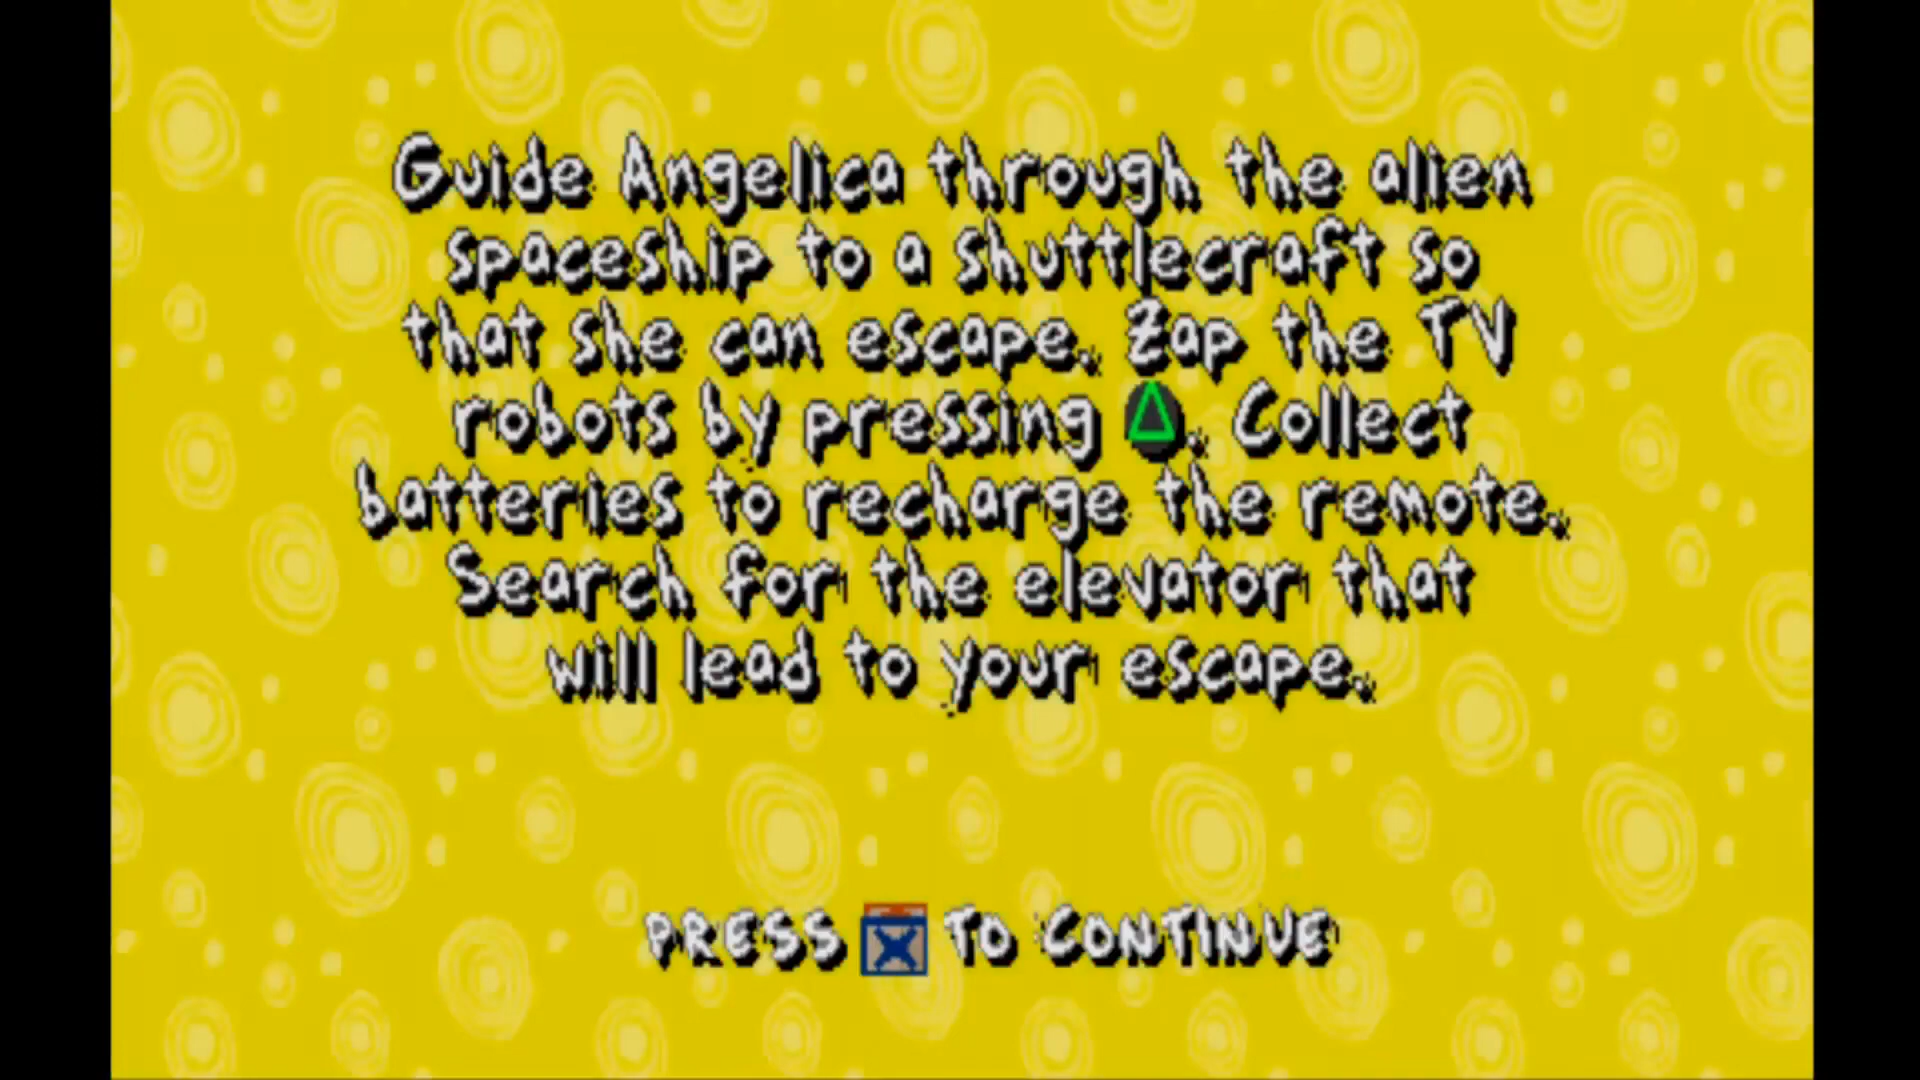 Guide Angelica through the alien
spaceship to a shuttlecraft so
that she can escape. Zap the TV
robots by pressing △. Collect
batteries to recharge the remote.
Search for the elevator that
will lead to your escape.
PRESS X TO CONTINUE